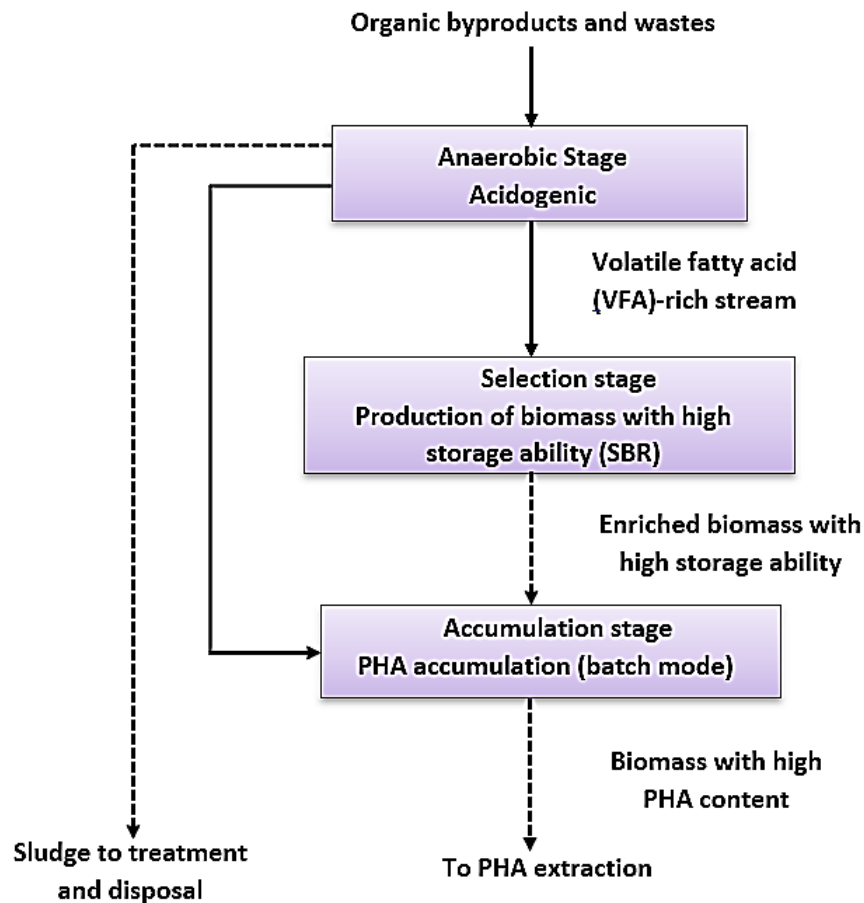 Organic byproducts and wastes
Anaerobic Stage
Acidogenic
Volatile fatty acid
(VFA)-rich stream
Selection stage
Production of biomass with high
storage ability (SBR)
Enriched biomass with
high storage ability
Accumulation stage
PHA accumulation (batch mode)
Biomass with high
PHA content
Sludge to treatment
and disposal
To PHA extraction